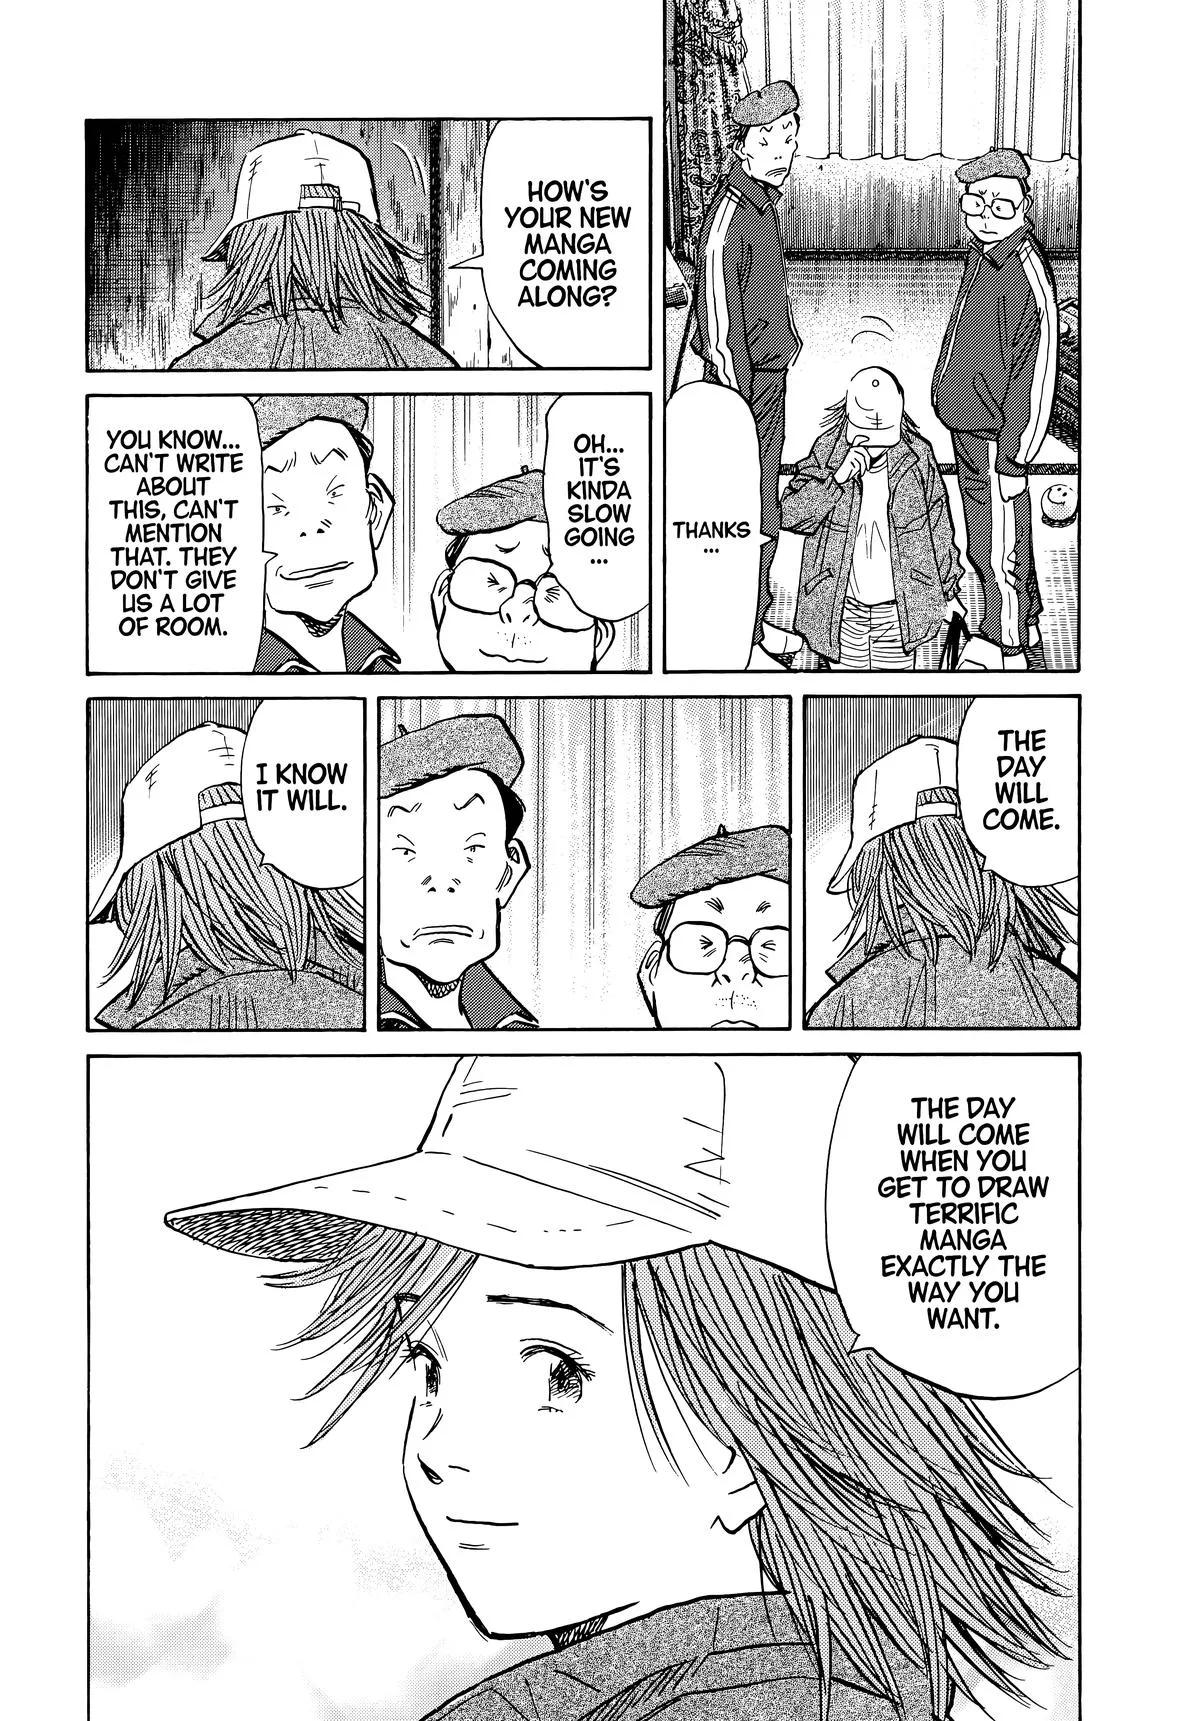 THANKS
...
HOW'S
YOUR NEW
MANGA
COMING
ALONG?
OH...
IT'S
KINDA
SLOW
GOING
...
YOU KNOW...
CAN'T WRITE
ABOUT
THIS, CAN'T
MENTION
THAT. THEY
DON'T GIVE
US A LOT
OF ROOM.
THE
DAY
WILL
COME.
I KNOW
IT WILL.
THE DAY
WILL COME
WHEN YOU
GET TO DRAW
TERRIFIC
MANGA
EXACTLY THE
WAY YOU
WANT.